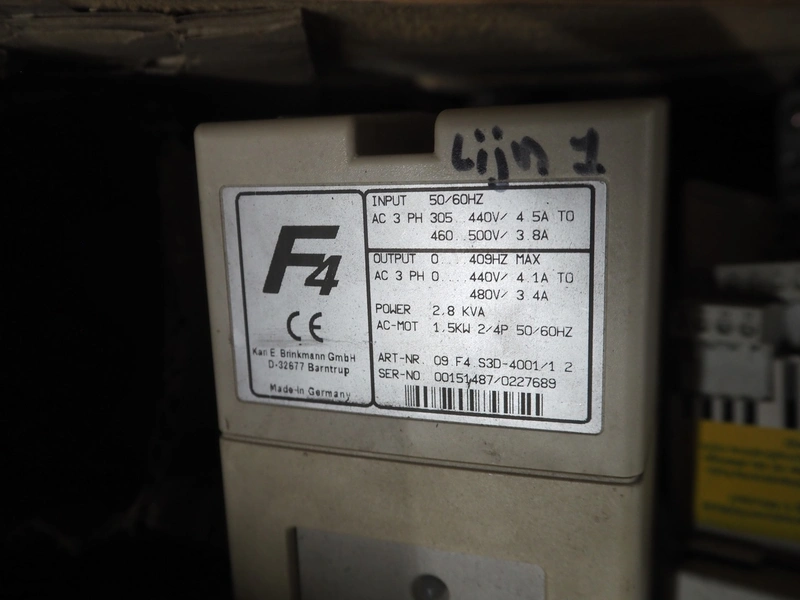 Lijn 1
F4
CE
Karl E. Brinkmann GmbH
D-32677 Barntrup
Made in Germany
INPUT 50/60HZ
AC 3 PH 305...440V/ 4.5A TO
460...500V/ 3.8A
OUTPUT 0....409HZ MAX
AC 3 PH 0....440V/ 4.1A TO
480V/ 3.4A
POWER 2.8 KVA
AC-MOT 1.5KW 2/4P 50/60HZ
ART-NR. 09.F4.S3D-4001/1.2
SER-NO 00151487/0227689